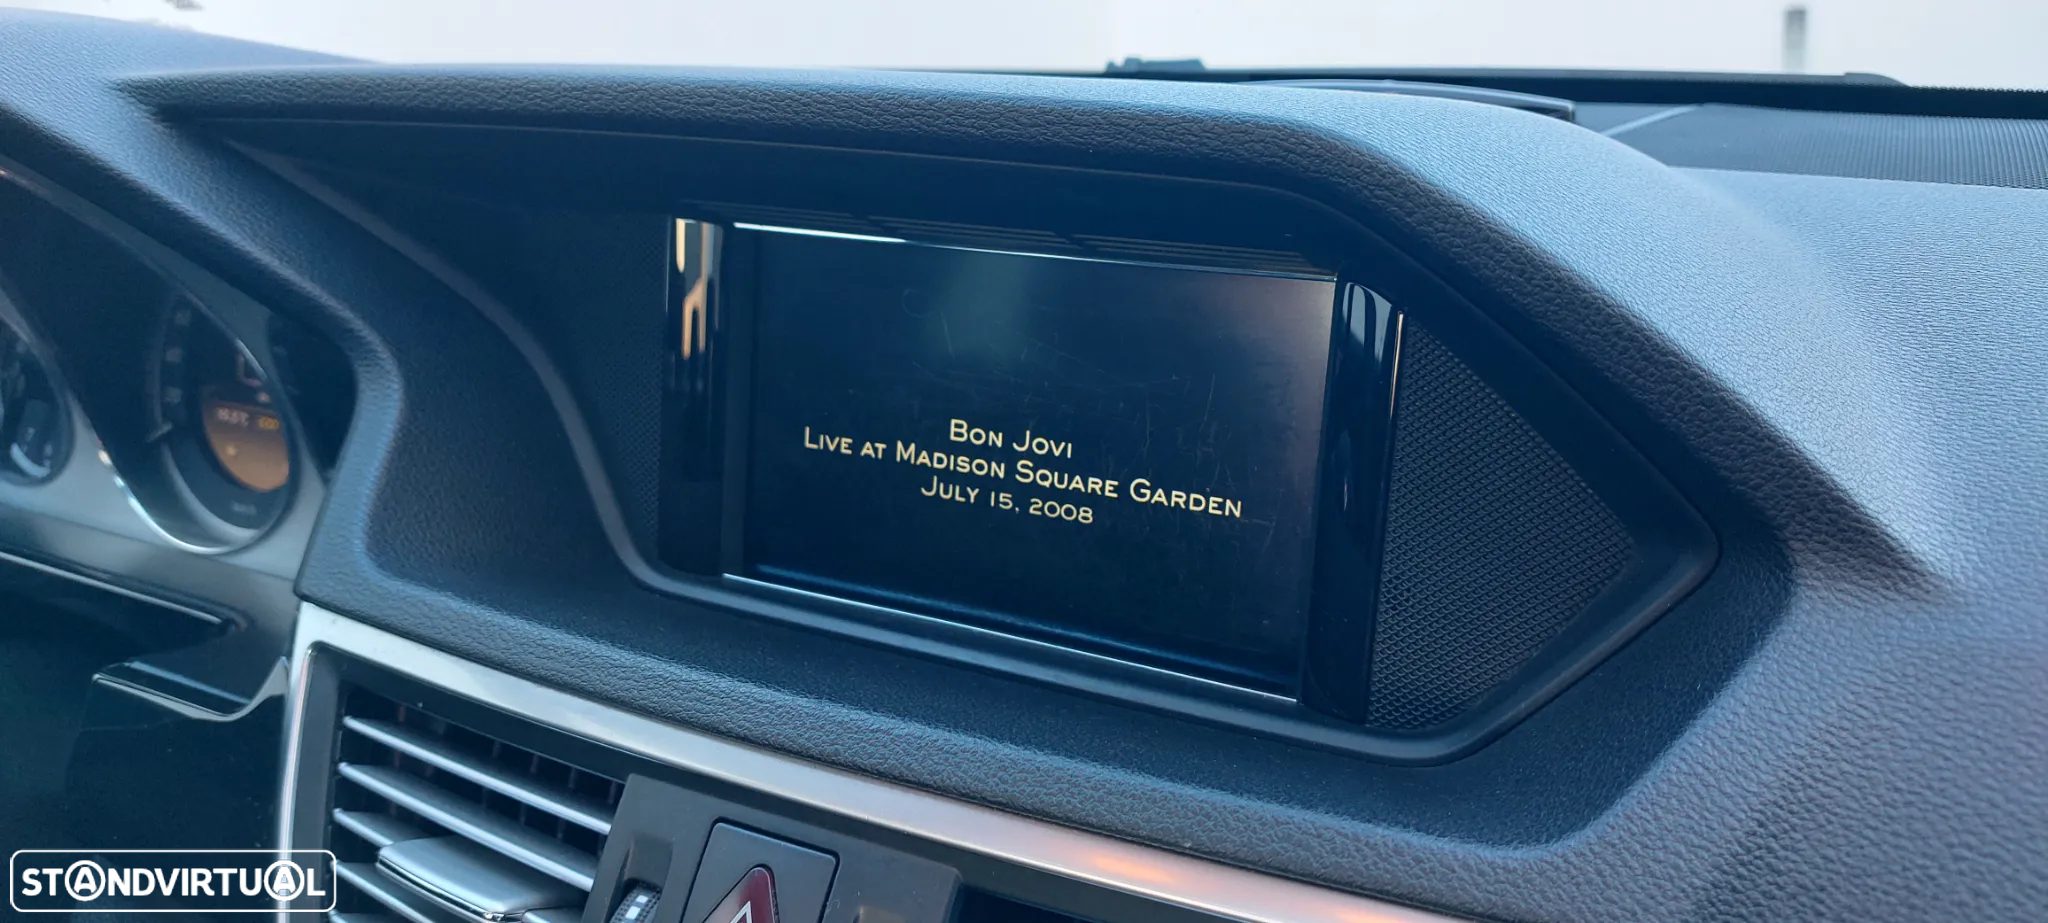 Bon Jovi
Live at Madison Square Garden
July 15, 2008
STANDVIRTUAL